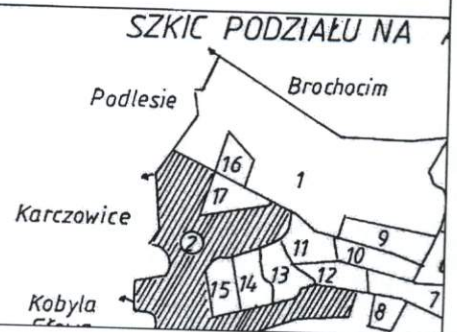 SZKIC PODZIAŁU NA
Brochocim
Podlesie
16
1
17
Karczowice
9
2
11
10
12
13
14
15
7
8
Kobyla